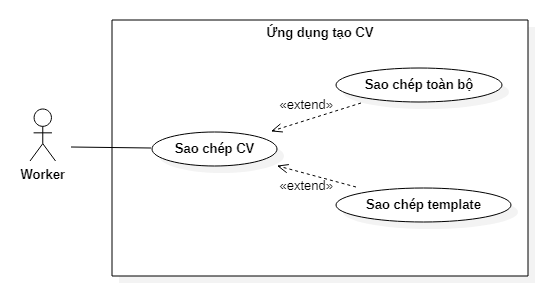 Ứng dụng tạo CV
Sao chép toàn bộ
«extend»
Sao chép CV
Worker
«extend»
Sao chép template